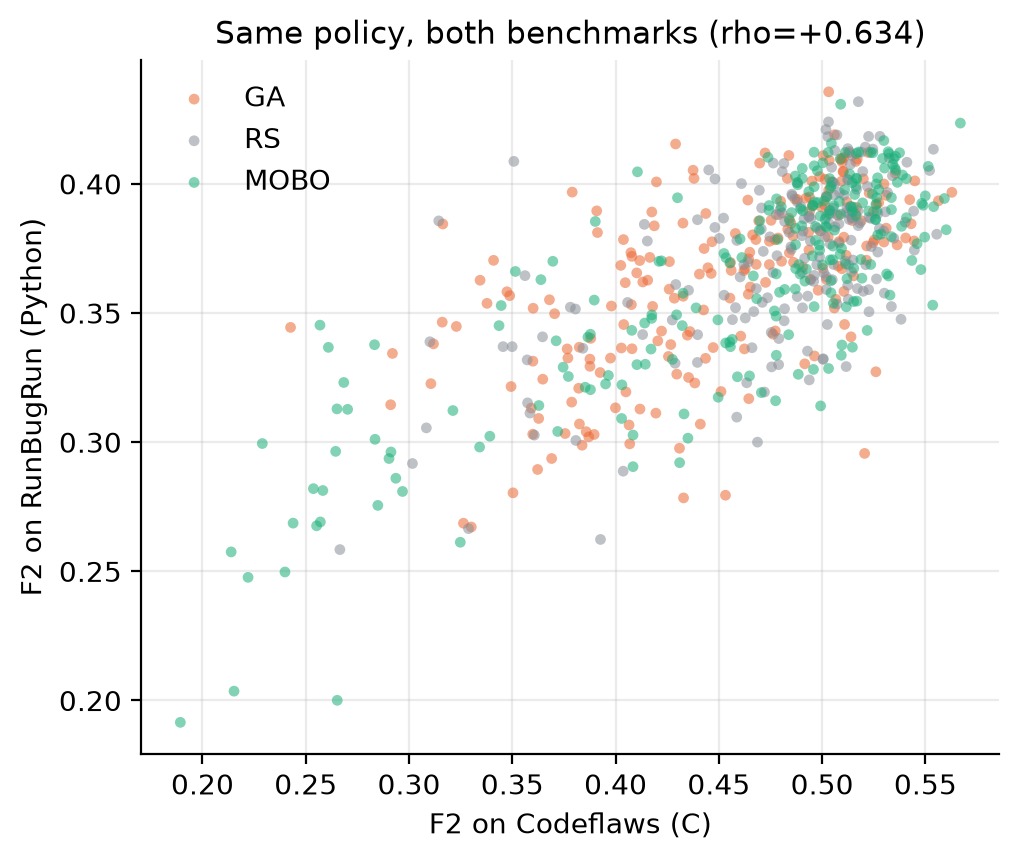 Same policy, both benchmarks (rho=+0.634)
GA
RS
MOBO
F2 on RunBugRun (Python)
0.40
0.35
0.30
0.25
0.20
0.20 0.25 0.30 0.35 0.40 0.45 0.50 0.55
F2 on Codeflaws (C)